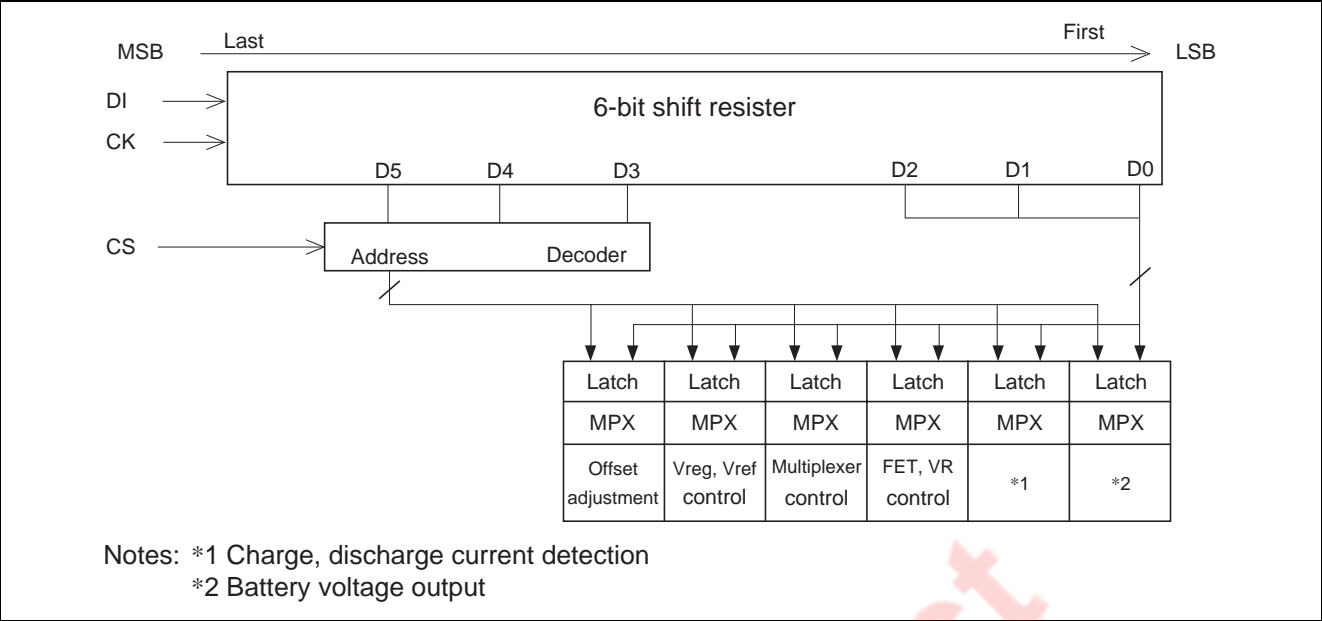 MSB Last First LSB
DI
6-bit shift resister
CK
D5 D4 D3 D2 D1 D0
CS
Address Decoder
Latch Latch Latch Latch Latch Latch
MPX MPX MPX MPX MPX MPX
Offset adjustment
Vreg, Vref control
Multiplexer control
FET, VR control
*1
*2
Notes: *1 Charge, discharge current detection
*2 Battery voltage output